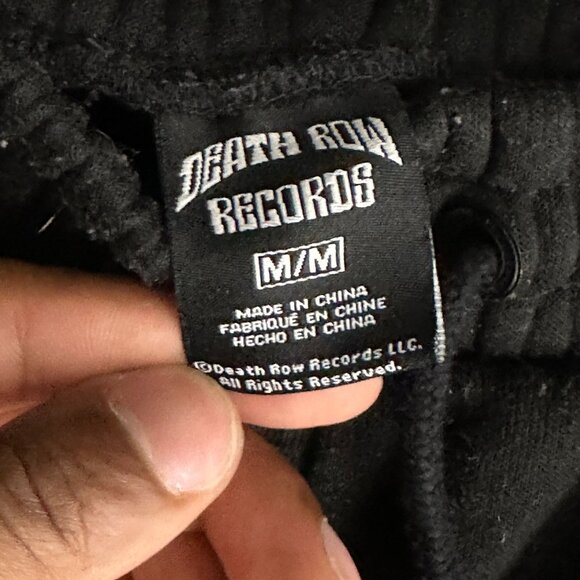 DEATH ROW
RECORDS
M/M
MADE IN CHINA
FABRIQUÉ EN CHINE
HECHO EN CHINA
©Death Row Records LLC.
All Rights Reserved.